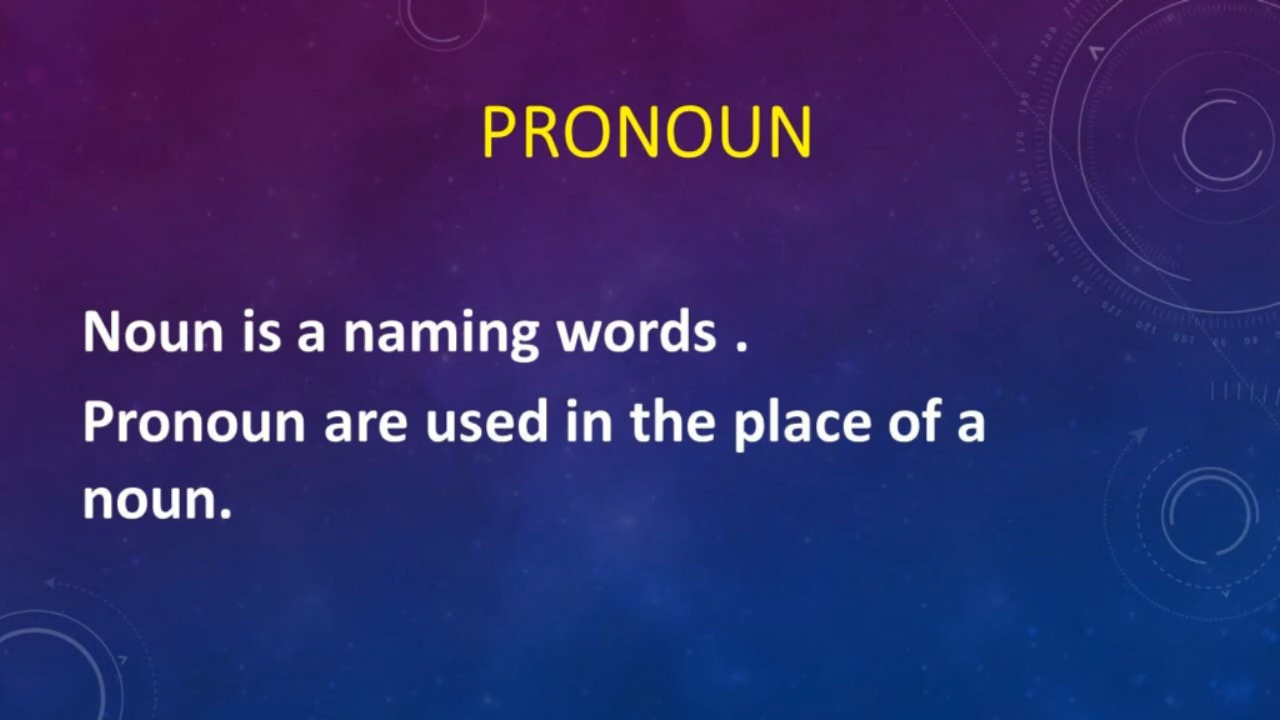 PRONOUN
Noun is a naming words .
Pronoun are used in the place of a
noun.